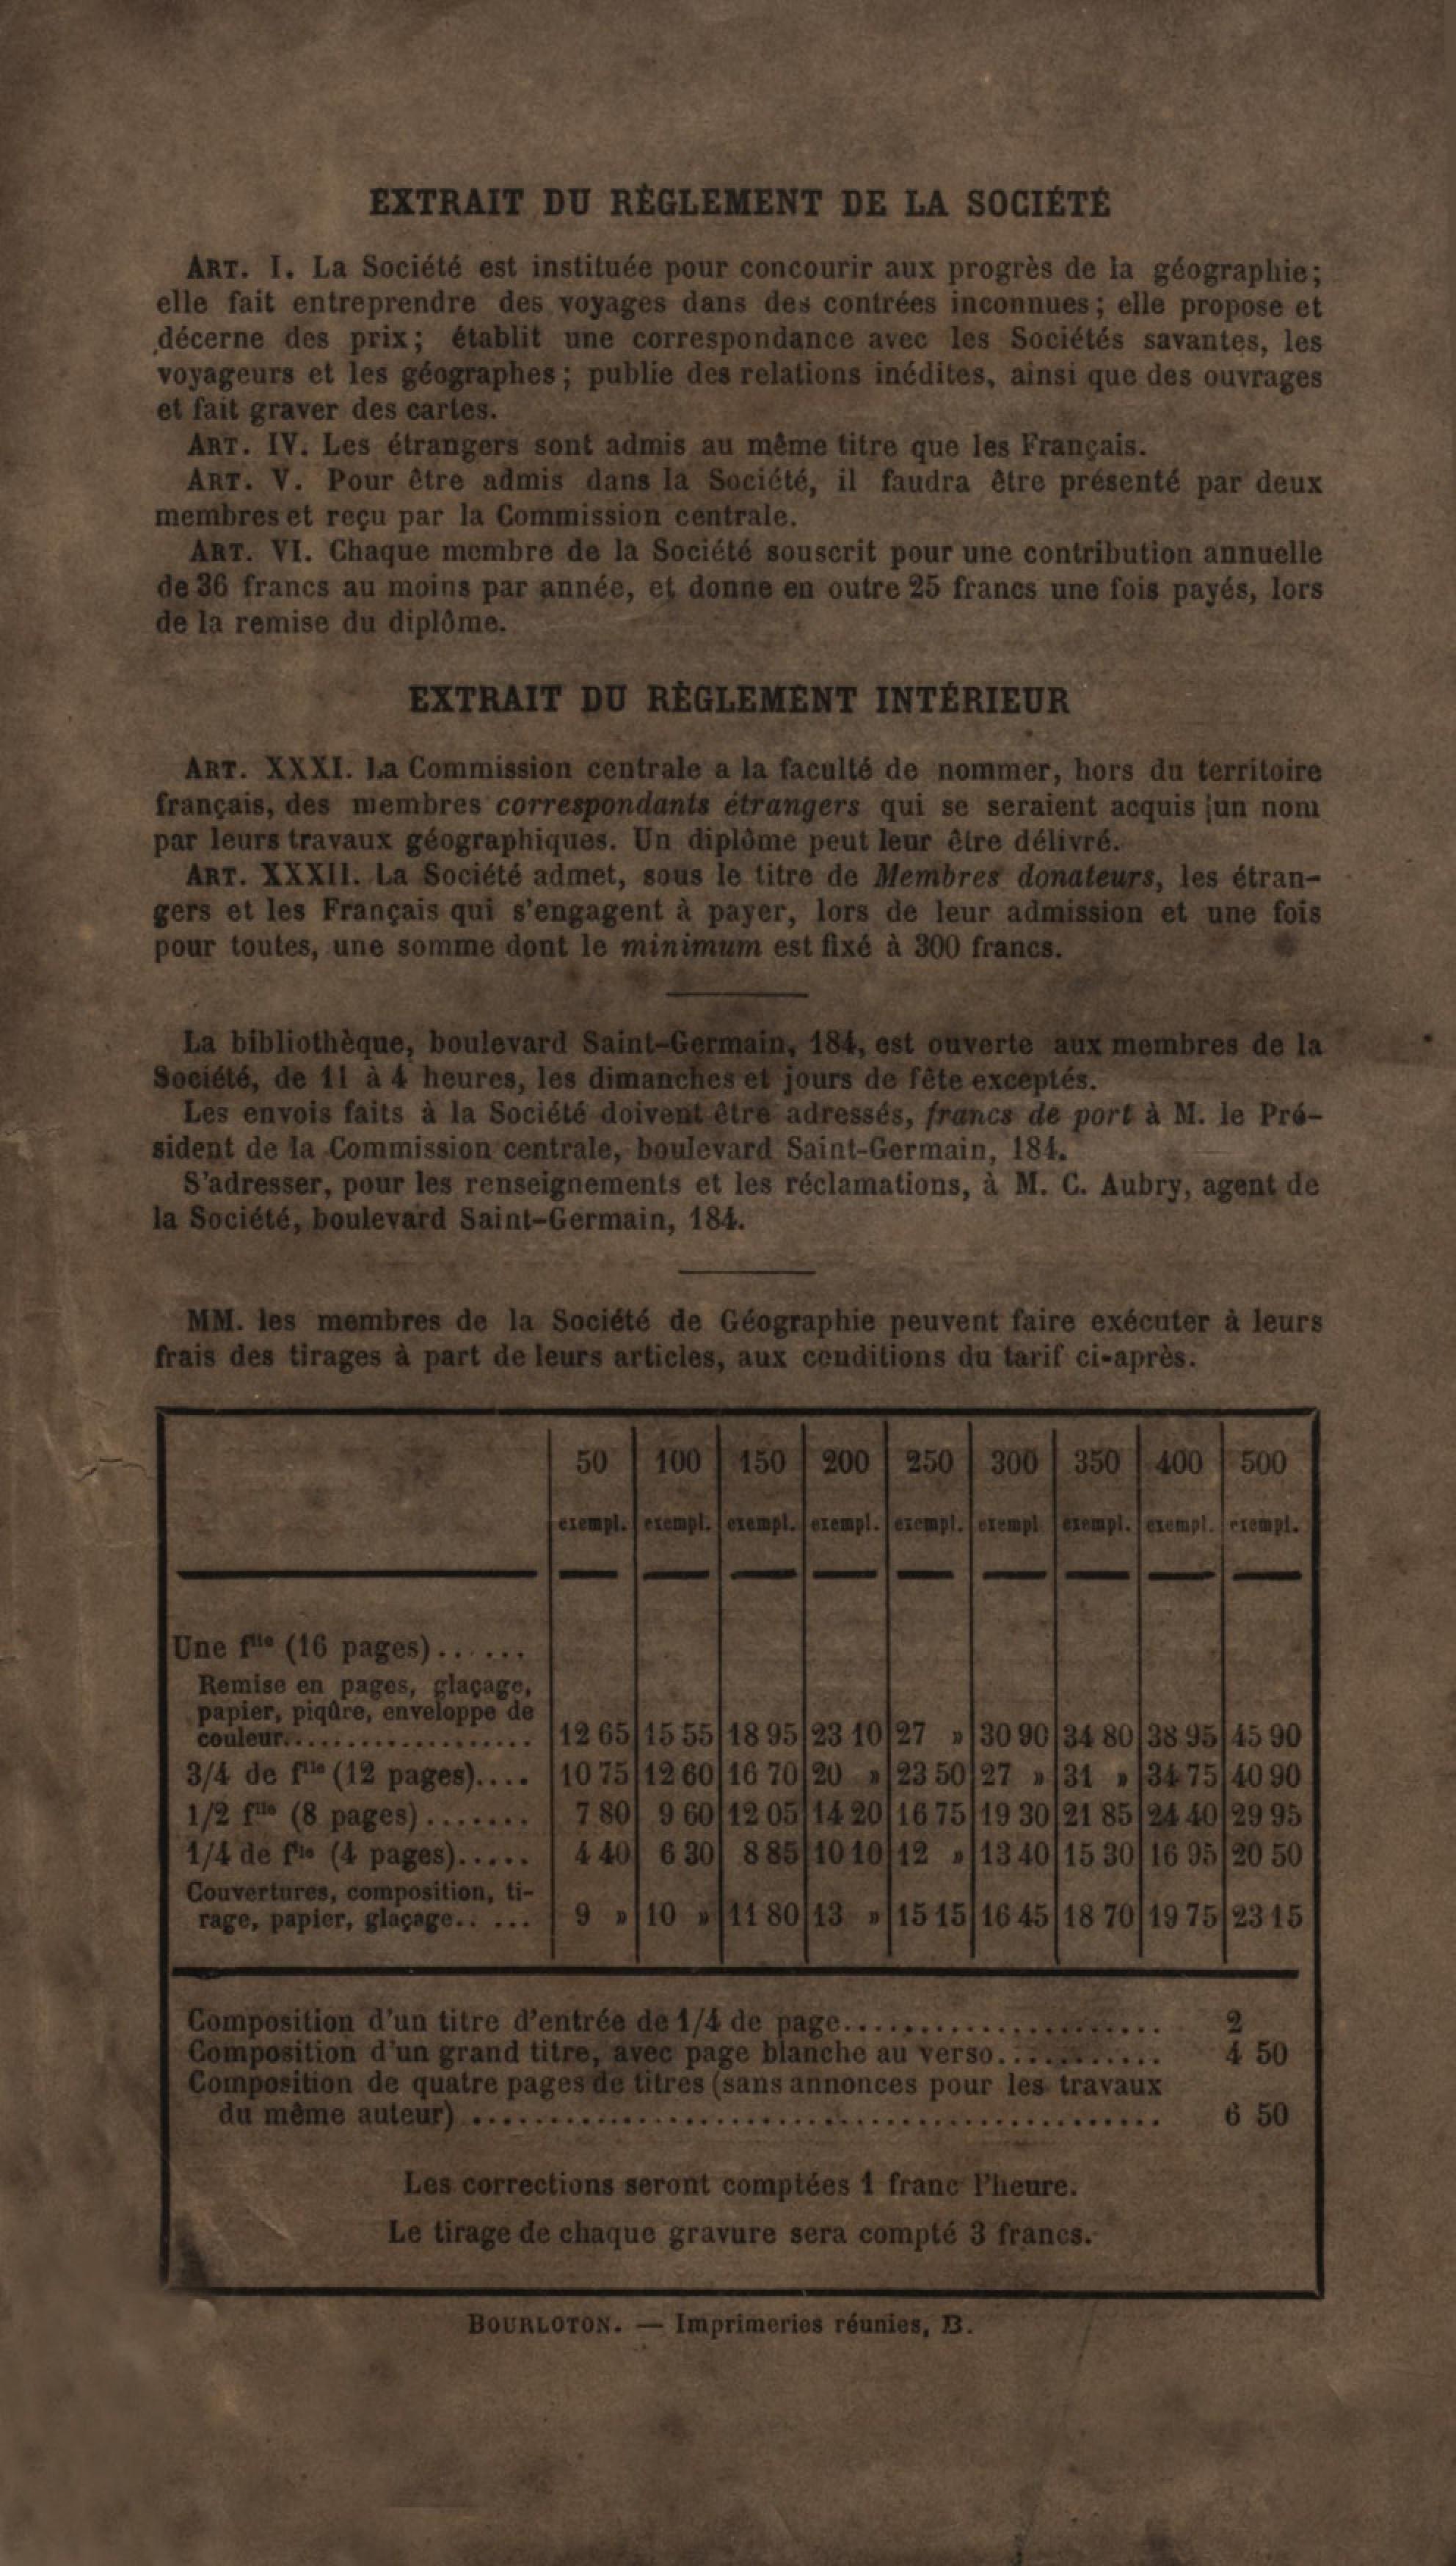 EXTRAIT DU RÈGLEMENT DE LA SOCIÉTÉ
ART. I. La Société est instituée pour concourir aux progrès de la géographie;
elle fait entreprendre des voyages dans des contrées inconnues; elle propose et
décerne des prix; établit une correspondance avec les Sociétés savantes, les
voyageurs et les géographes; publie des relations inédites, ainsi que des ouvrages
et fait graver des cartes.
ART. IV. Les étrangers sont admis au même titre que les Français.
ART. V. Pour être admis dans la Société, il faudra être présenté par deux
membres et reçu par la Commission centrale.
ART. VI. Chaque membre de la Société souscrit pour une contribution annuelle
de 36 francs au moins par année, et donne en outre 25 francs une fois payés, lors
de la remise du diplôme.
EXTRAIT DU RÈGLEMENT INTÉRIEUR
ART. XXXI. La Commission centrale a la faculté de nommer, hors du territoire
français, des membres correspondants étrangers qui se seraient acquis un nom
par leurs travaux géographiques. Un diplôme peut leur être délivré.
ART. XXXII. La Société admet, sous le titre de Membres donateurs, les étran-
gers et les Français qui s'engagent à payer, lors de leur admission et une fois
pour toutes, une somme dont le minimum est fixé à 300 francs.
La bibliothèque, boulevard Saint-Germain, 184, est ouverte aux membres de la
Société, de 11 à 4 heures, les dimanches et jours de fête exceptés.
Les envois faits à la Société doivent être adressés, francs de port à M. le Pré-
sident de la Commission centrale, boulevard Saint-Germain, 184.
S'adresser, pour les renseignements et les réclamations, à M. C. Aubry, agent de
la Société, boulevard Saint-Germain, 184.
MM. les membres de la Société de Géographie peuvent faire exécuter à leurs
frais des tirages à part de leurs articles, aux conditions du tarif ci-après.
50 100 150 200 250 300 350 400 500
exempl. exempl. exempl. exempl. exempl. exempl exempl. exempl. exempl.
Une flle (16 pages)......
Remise en pages, glaçage,
papier, piqûre, enveloppe de
couleur................... 12 65 15 55 18 95 23 10 27 » 30 90 34 80 38 95 45 90
3/4 de flle (12 pages).... 10 75 12 60 16 70 20 » 23 50 27 » 31 » 34 75 40 90
1/2 flle (8 pages)....... 7 80 9 60 12 05 14 20 16 75 19 30 21 85 24 40 29 95
1/4 de flle (4 pages)..... 4 40 6 30 8 85 10 10 12 » 13 40 15 30 16 95 20 50
Couvertures, composition, ti-
rage, papier, glaçage.. ... 9 » 10 » 11 80 13 » 15 15 16 45 18 70 19 75 23 15
Composition d'un titre d'entrée de 1/4 de page..................... 2
Composition d'un grand titre, avec page blanche au verso........... 4 50
Composition de quatre pages de titres (sans annonces pour les travaux
du même auteur)................................................ 6 50
Les corrections seront comptées 1 franc l'heure.
Le tirage de chaque gravure sera compté 3 francs.
BOURLOTON. — Imprimeries réunies, B.